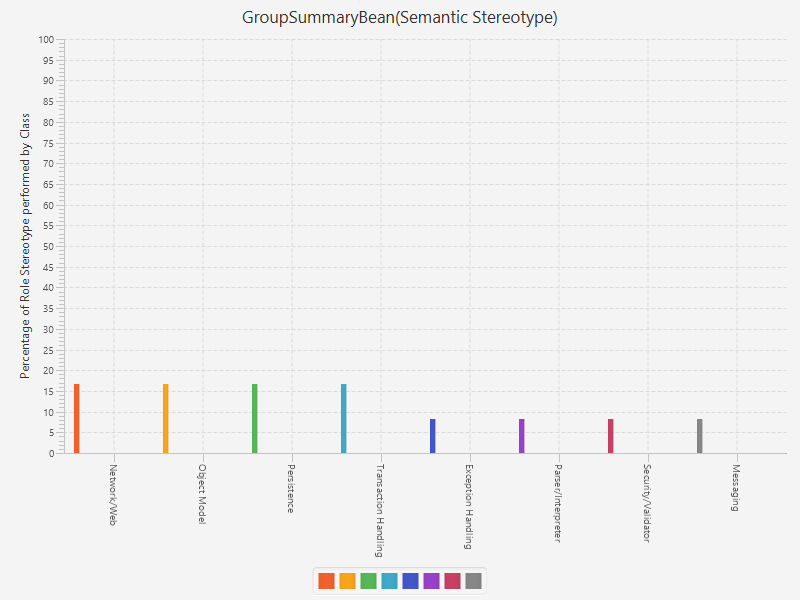 GroupSummaryBean(Semantic Stereotype)
Percentage of Role Stereotype performed by Class
100
95
90
85
80
75
70
65
60
55
50
45
40
35
30
25
20
15
10
5
0
Network/Web
Object Model
Persistence
Transaction Handling
Exception Handling
Parser/Interpreter
Security/Validator
Messaging